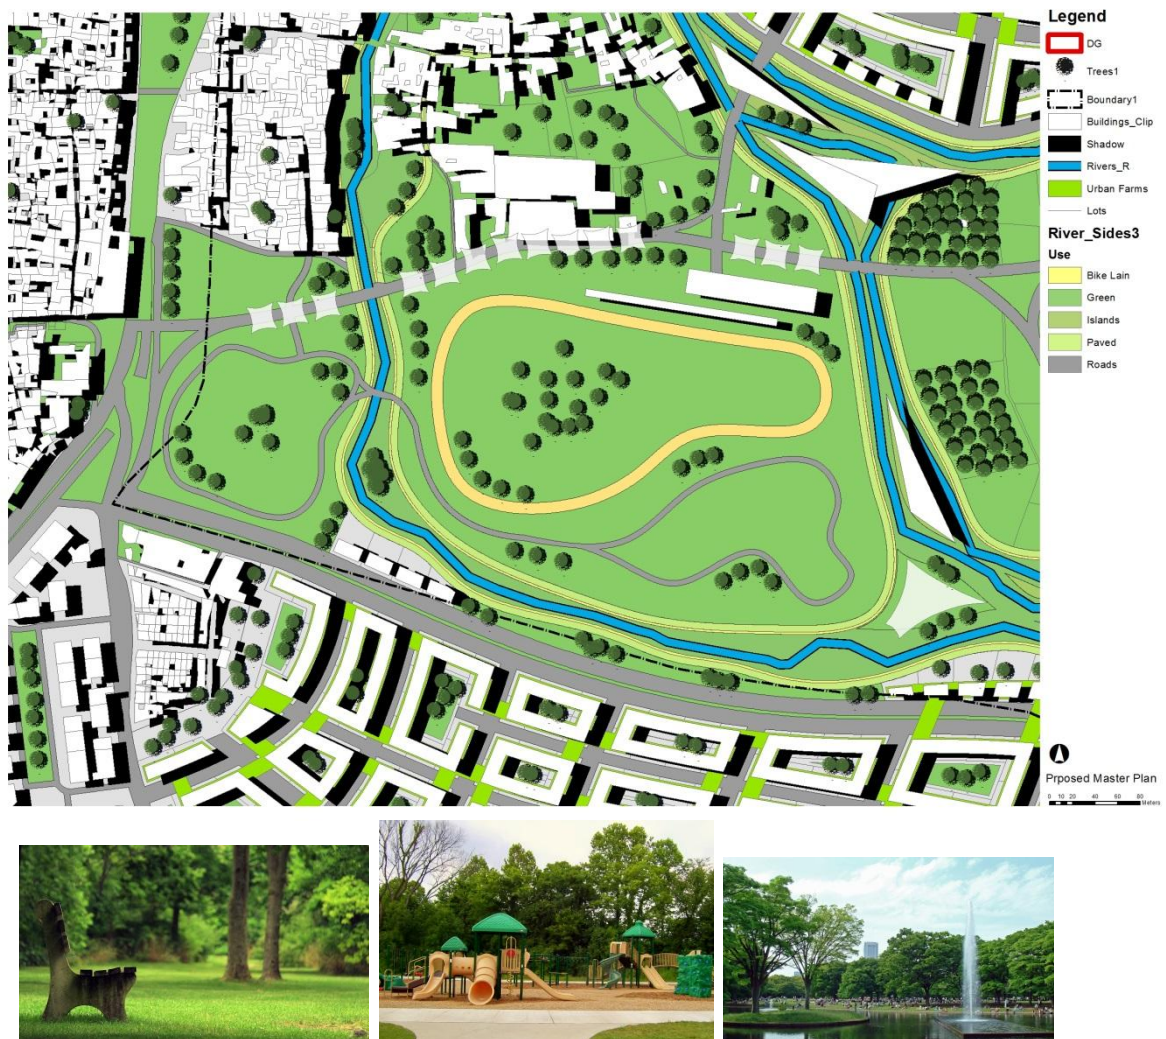 Legend
DG
Trees1
Boundary1
Buildings_Clip
Shadow
Rivers_R
Urban Farms
Lots
River_Sides3
Use
Bike Lain
Green
Islands
Paved
Roads
Prposed Master Plan
0 10 20 40 60 80
Meters